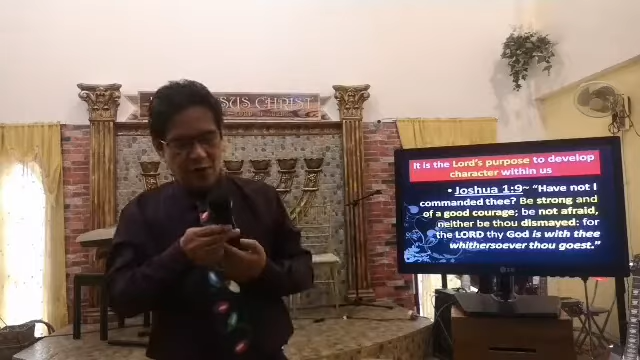 SUS CHRIST
It is the Lord's purpose to develop
character within us
• Joshua 1:9~ "Have not I
commanded thee? Be strong and
of a good courage; be not afraid,
neither be thou dismayed: for
the LORD thy God is with thee
whithersoever thou goest."
LG